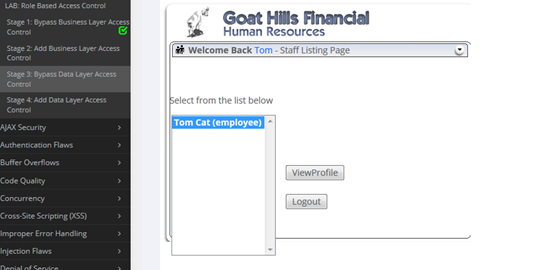 LAB: Role Based Access Control
Stage 1: Bypass Business Layer Access
Control
Stage 2: Add Business Layer Access
Control
Stage 3: Bypass Data Layer Access
Control
Stage 4: Add Data Layer Access
Control
AJAX Security
Authentication Flaws
Buffer Overflows
Code Quality
Concurrency
Cross-Site Scripting (XSS)
Improper Error Handling
Injection Flaws
Denial of Service
Goat Hills Financial
Human Resources
Welcome Back Tom - Staff Listing Page
Select from the list below
Tom Cat (employee)
ViewProfile
Logout